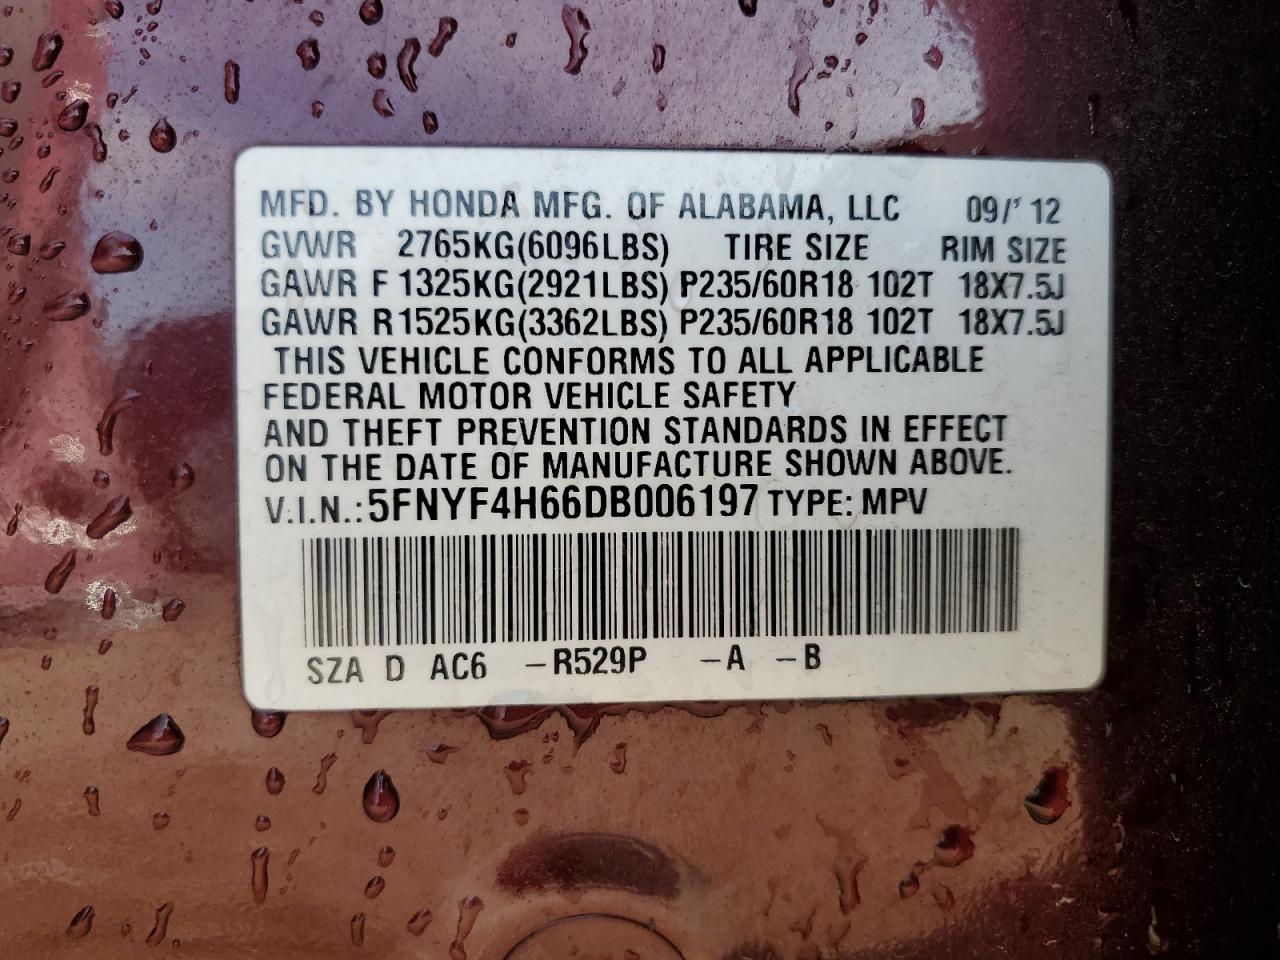 MFD. BY HONDA MFG. OF ALABAMA, LLC 09/' 12
GVWR 2765KG(6096LBS) TIRE SIZE RIM SIZE
GAWR F 1325KG(2921LBS) P235/60R18 102T 18X7.5J
GAWR R1525KG(3362LBS) P235/60R18 102T 18X7.5J
THIS VEHICLE CONFORMS TO ALL APPLICABLE
FEDERAL MOTOR VEHICLE SAFETY
AND THEFT PREVENTION STANDARDS IN EFFECT
ON THE DATE OF MANUFACTURE SHOWN ABOVE.
V.I.N.: 5FNYF4H66DB006197 TYPE: MPV
SZA D AC6 –R529P –A –B